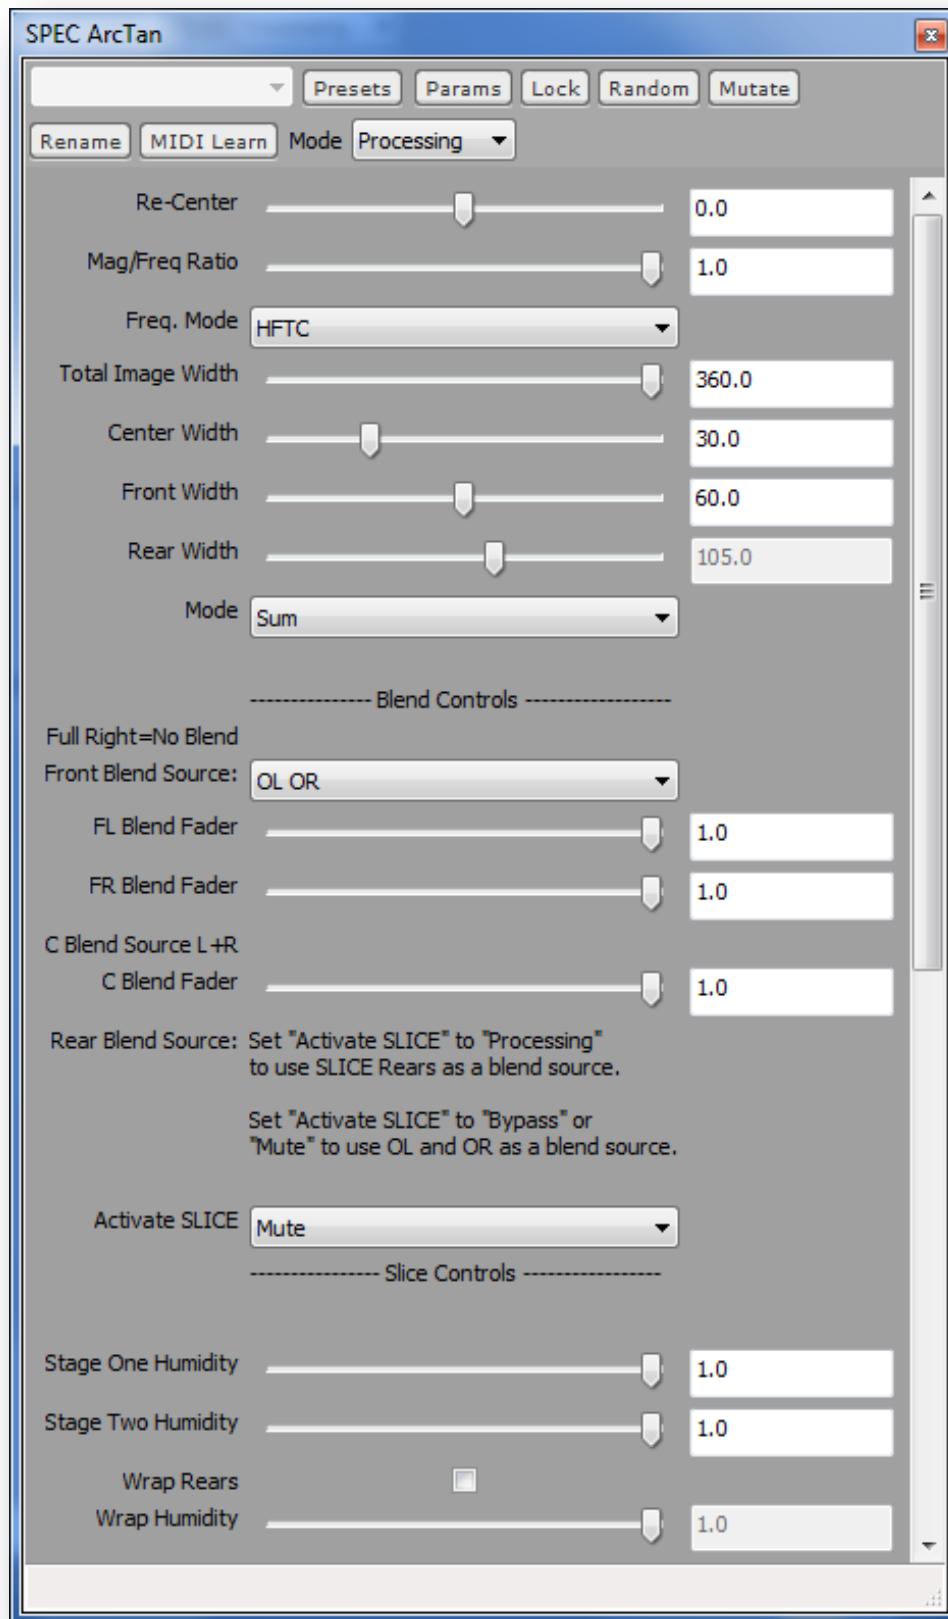 SPEC ArcTan
Presets Params Lock Random Mutate
Rename MIDI Learn Mode Processing
Re-Center 0.0
Mag/Freq Ratio 1.0
Freq. Mode HFTC
Total Image Width 360.0
Center Width 30.0
Front Width 60.0
Rear Width 105.0
Mode Sum
--------------- Blend Controls ------------------
Full Right=No Blend
Front Blend Source: OL OR
FL Blend Fader 1.0
FR Blend Fader 1.0
C Blend Source L+R
C Blend Fader 1.0
Rear Blend Source: Set "Activate SLICE" to "Processing"
to use SLICE Rears as a blend source.
Set "Activate SLICE" to "Bypass" or
"Mute" to use OL and OR as a blend source.
Activate SLICE Mute
---------------- Slice Controls -----------------
Stage One Humidity 1.0
Stage Two Humidity 1.0
Wrap Rears
Wrap Humidity 1.0